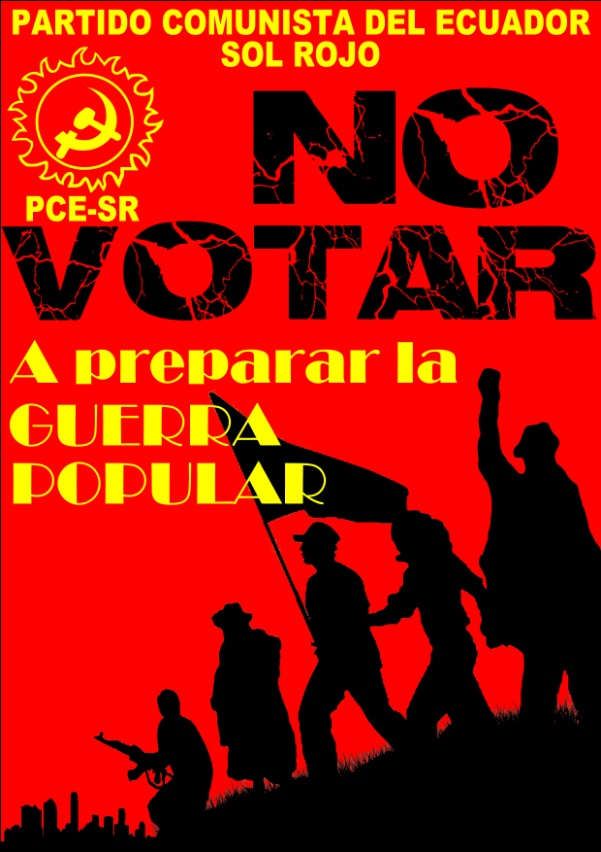 PARTIDO COMUNISTA DEL ECUADOR
SOL ROJO
PCE-SR
NO
VOTAR
A preparar la
GUERRA
POPULAR